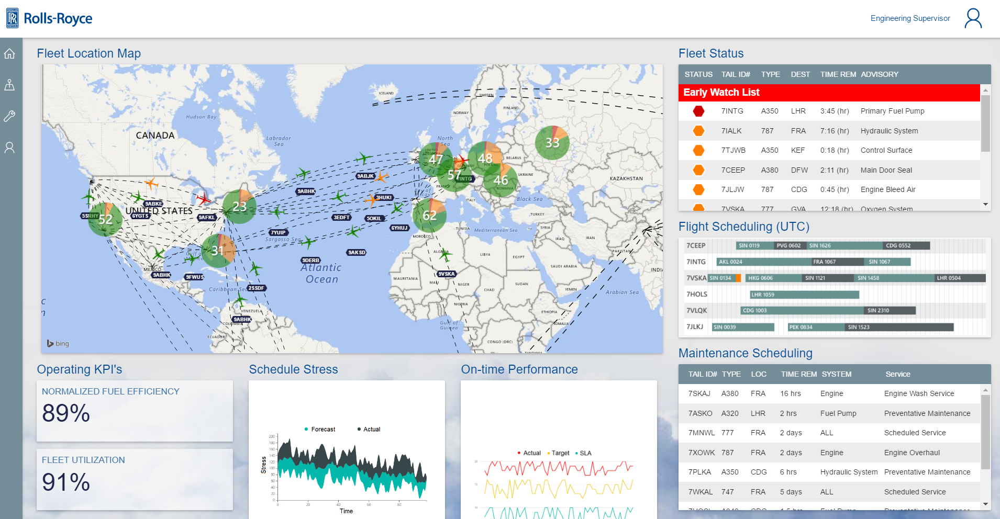 ROLLS
RR
ROYCE
Rolls-Royce
Engineering Supervisor
Fleet Location Map
ICELAND
SWEDEN
FINLAND
NORWAY
Hudson Bay
CANADA
Labrador
Sea
North
Sea
33
UNITED
KINGDOM
47
48
GERMANY
POLAND
BELARUS
57
7INTG
46
ROMANIA
UKRAINE
KAZAKHSTAN
FRANCE
Bay of
Biscay
ITALY
Black Sea
9ABJK
9ABHK
3HUKI
9ABKE
UNITED STATES
5SRHY
52
6YGTS
9AFKL
23
3EDFT
5OKIL
6YHUJ
62
TURKEY
TUNISIA
Mediterranean Sea
SYRIA
7YUIP
Sargasso Sea
MOROCCO
IRAQ
IRAN
31
Gulf of
Mexico
9AKSD
ALGERIA
LIBYA
EGYPT
PAKISTAN
9DERB
MEXICO
9ABHK
9FWUS
Atlantic
Ocean
9VSKA
SAUDI ARABIA
INDIA
MAURITANIA
MALI
NIGER
CHAD
SUDAN
YEMEN
Arabian Sea
Caribbean Sea
2SSDF
VENEZUELA
9ABHK
COLOMBIA
NIGERIA
ETHIOPIA
Gulf of
Guinea
SOMALIA
ECUADOR
CONGO (DRC)
TANZANIA
bing
Fleet Status
STATUS TAIL ID# TYPE DEST TIME REM ADVISORY
Early Watch List
7INTG A350 LHR 3:45 (hr) Primary Fuel Pump
7IALK 787 FRA 7:16 (hr) Hydraulic System
7TJWB A350 KEF 0:18 (hr) Control Surface
7CEEP A380 DFW 2:11 (hr) Main Door Seal
7JLJW 787 CDG 0:45 (hr) Engine Bleed Air
7VSKA 777 GVA 12:18 (hr) Oxygen System
Flight Scheduling (UTC)
7CEEP SIN 0119 PVG 0602 SIN 1626 CDG 0552
7INTG AKL 0024 FRA 1067 SIN 1067
7VSKA SIN 0134 HKG 0606 SIN 1121 SIN 1458 LHR 0504
7HOLS LHR 1059
7VLQK CDG 1003 SIN 2310
7JLKJ SIN 0039 PEK 0834 SIN 1523
Maintenance Scheduling
TAIL ID# TYPE LOC TIME REM SYSTEM Service
7SKAJ A380 FRA 16 hrs Engine Engine Wash Service
7ASKO A320 LHR 2 hrs Fuel Pump Preventative Maintenance
7MNWL 777 FRA 2 days ALL Scheduled Service
7XOWK 787 FRA 2 days Engine Engine Overhaul
7PLKA A350 CDG 6 hrs Hydraulic System Preventative Maintenance
7WKAL 747 FRA 5 days ALL Scheduled Service
Fuel Pump Preventative Maintenance
Operating KPI's
NORMALIZED FUEL EFFICIENCY
89%
FLEET UTILIZATION
91%
Schedule Stress
Forecast Actual
Stress
200
180
160
140
120
100
80
60
40
20
0
0 20 40 60 80
Time
On-time Performance
Actual Target SLA
20
15
10